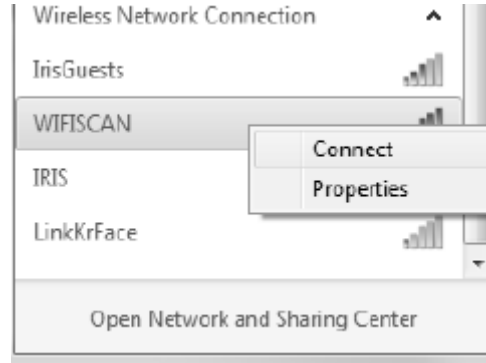 Wireless Network Connection
IrisGuests
WIFISCAN
Connect
IRIS
Properties
LinkKrFace
Open Network and Sharing Center